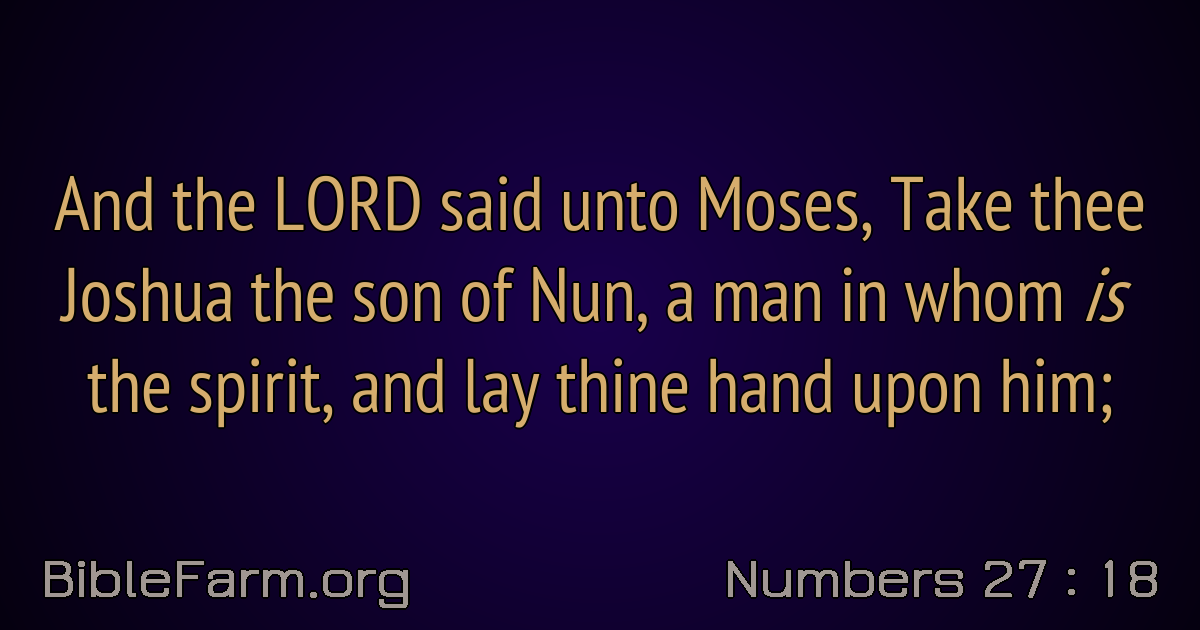 And the LORD said unto Moses, Take thee
Joshua the son of Nun, a man in whom is
the spirit, and lay thine hand upon him;
BibleFarm.org
Numbers 27 : 18